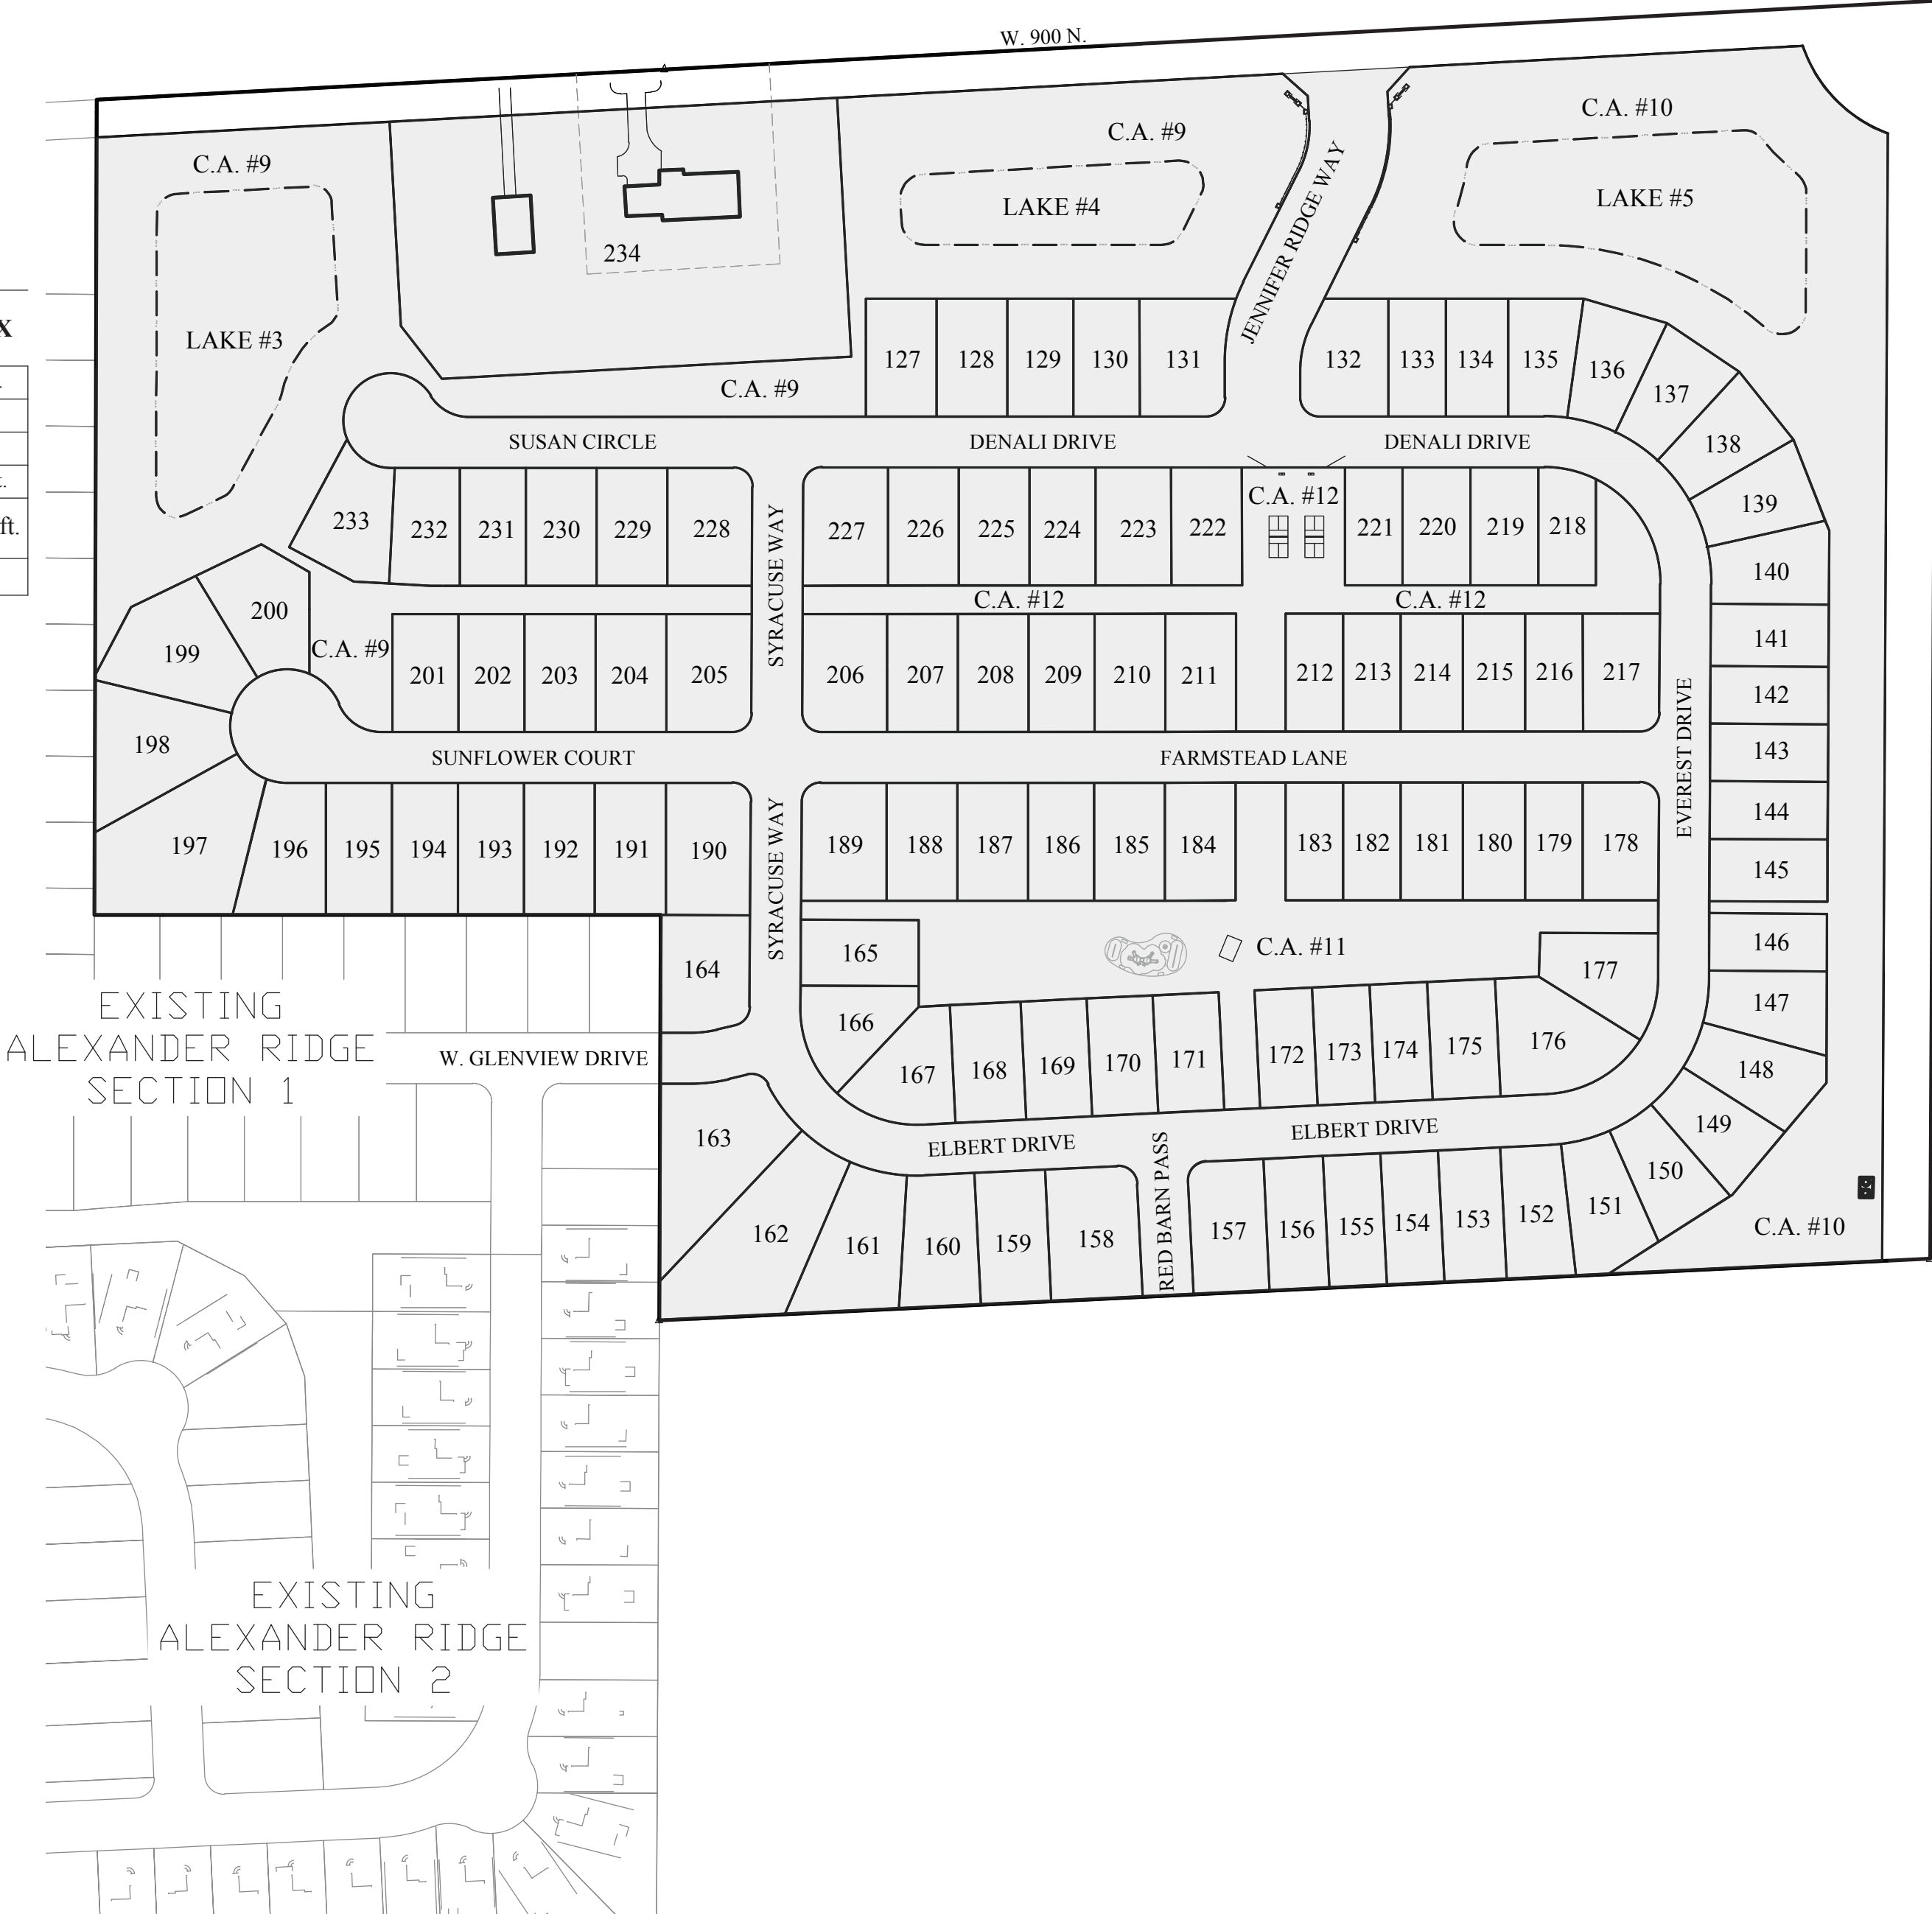 W. 900 N.
C.A. #10
C.A. #9
C.A. #9
LAKE #5
LAKE #4
JENNIFER RIDGE WAY
234
X
LAKE #3
127 128 129 130 131 132 133 134 135 136
137
C.A. #9
138
SUSAN CIRCLE DENALI DRIVE DENALI DRIVE
C.A. #12
139
233 232 231 230 229 228 227 226 225 224 223 222 221 220 219 218
ft.
SYRACUSE WAY
140
C.A. #12 C.A. #12
200
141
199 C.A. #9
201 202 203 204 205 206 207 208 209 210 211 212 213 214 215 216 217
142
198
143
SUNFLOWER COURT FARMSTEAD LANE
EVEREST DRIVE
144
197 196 195 194 193 192 191 190 189 188 187 186 185 184 183 182 181 180 179 178
145
SYRACUSE WAY
165 C.A. #11 146
164 177
EXISTING
ALEXANDER RIDGE
SECTION 1
147
166
W. GLENVIEW DRIVE
167 168 169 170 171 172 173 174 175 176
148
149
163 ELBERT DRIVE ELBERT DRIVE
150
RED BARN PASS
162 161 160 159 158 157 156 155 154 153 152 151
C.A. #10
EXISTING
ALEXANDER RIDGE
SECTION 2